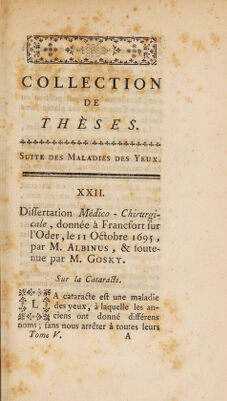 COLLECTION
DE
THÈSES.
SUITE DES MALADIES DES YEUX.
XXII.
Dissertation Médico-Chirurgi-
cale, donnée à Francfort sur
l'Oder, le 11 Octobre 1695,
par M. ALBINUS, & soute-
nue par M. GOSKY.
Sur la Cataracte.
LA cataracte est une maladie
des yeux, à laquelle les an-
ciens ont donné différens
noms; sans nous arrêter à toutes leurs
Tome V. A